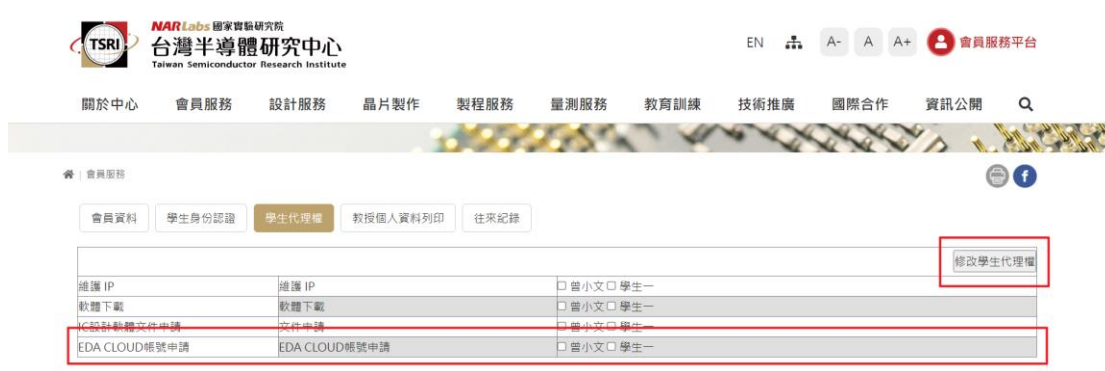 NARLabs 國家實驗研究院
TSRI 台灣半導體研究中心
Taiwan Semiconductor Research Institute
EN A- A A+ 會員服務平台
關於中心 會員服務 設計服務 晶片製作 製程服務 量測服務 教育訓練 技術推廣 國際合作 資訊公開
會員服務
會員資料 學生身份認證 學生代理權 教授個人資料列印 往來紀錄
修改學生代理權
維護 IP 維護 IP 曾小文 學生一
軟體下載 軟體下載 曾小文 學生一
IC設計軟體文件申請 文件申請 曾小文 學生一
EDA CLOUD帳號申請 EDA CLOUD帳號申請 曾小文 學生一